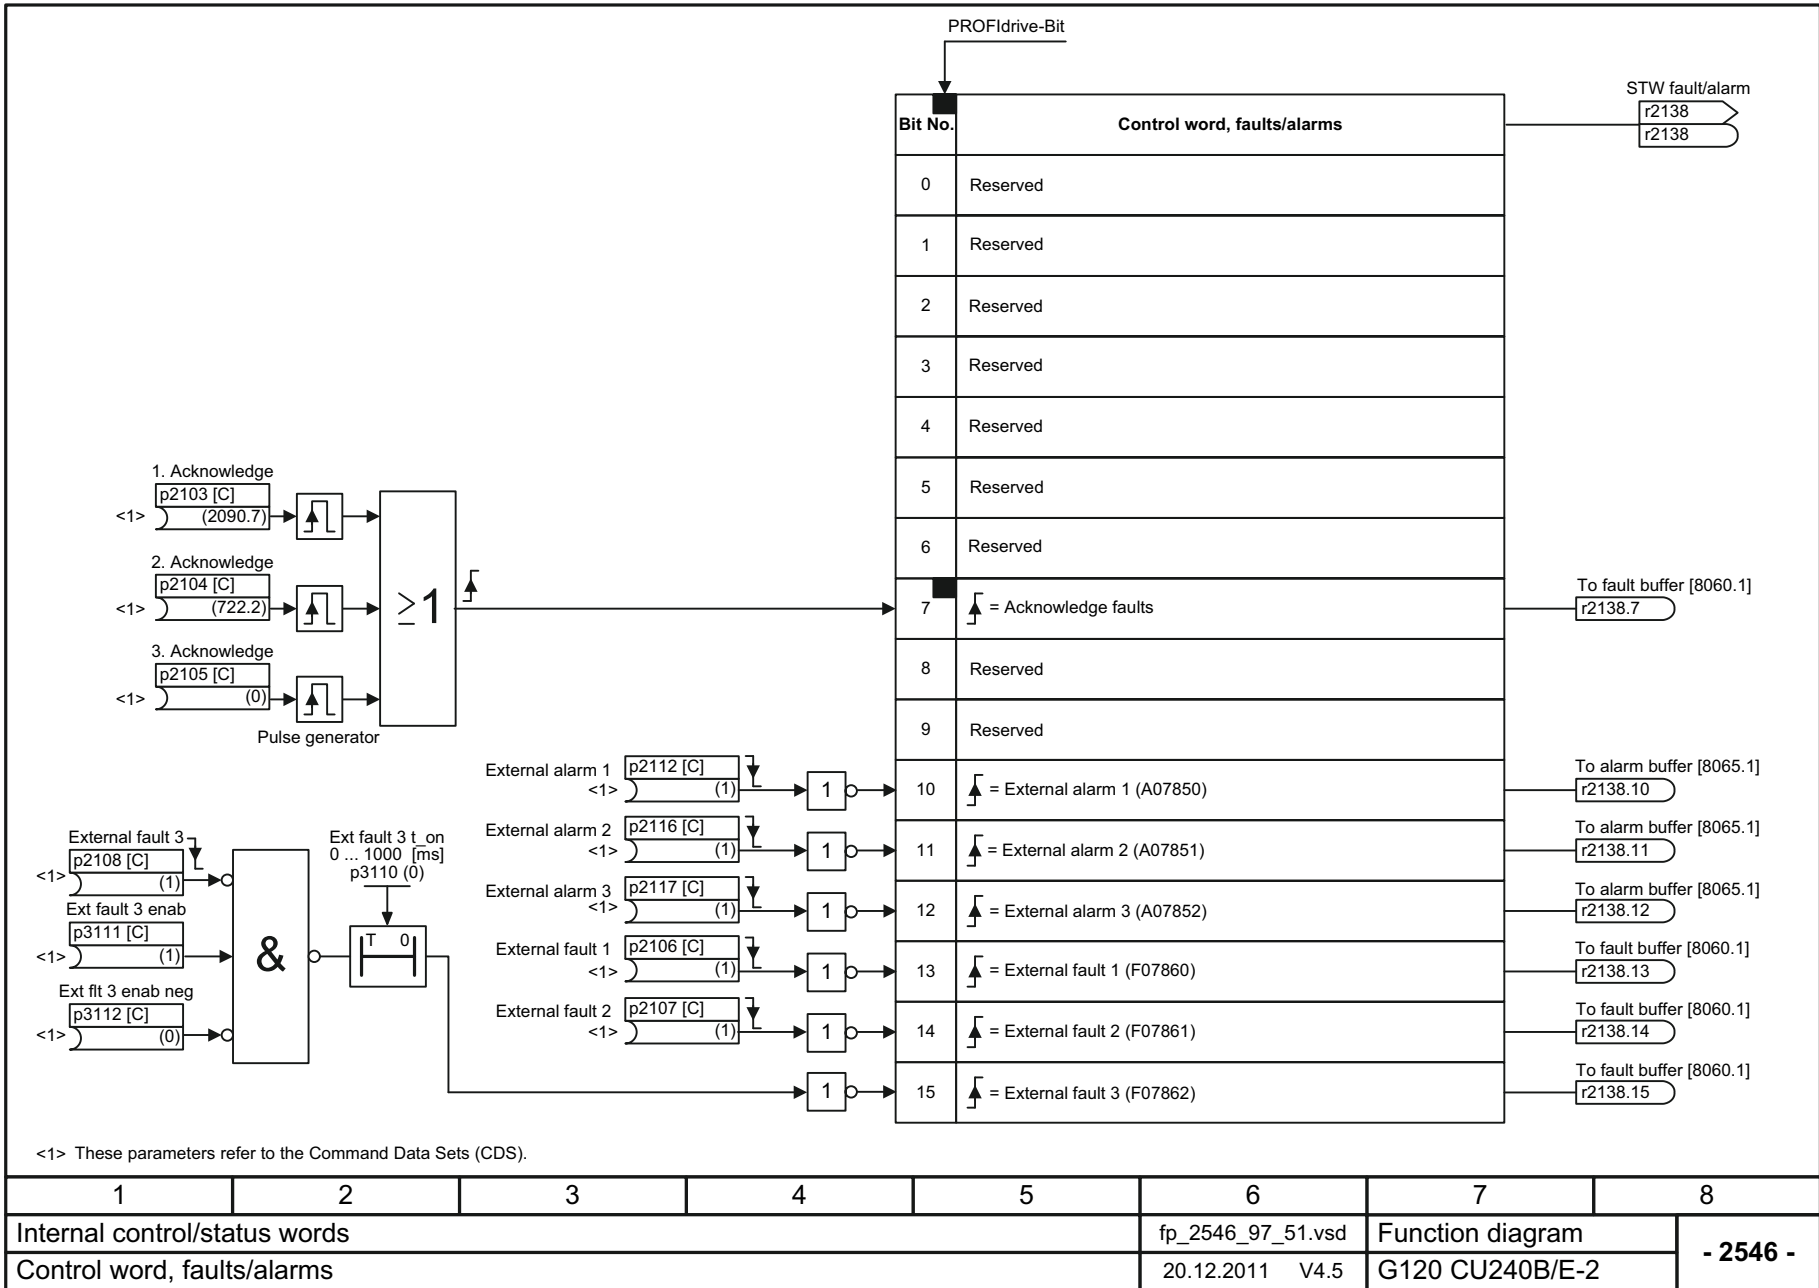 PROFIdrive-Bit
STW fault/alarm
r2138
r2138
Bit No.
Control word, faults/alarms
0 Reserved
1 Reserved
2 Reserved
3 Reserved
4 Reserved
5 Reserved
6 Reserved
7 = Acknowledge faults
To fault buffer [8060.1]
r2138.7
8 Reserved
9 Reserved
1. Acknowledge
p2103 [C]
<1> (2090.7)
2. Acknowledge
p2104 [C]
<1> (722.2)
3. Acknowledge
p2105 [C]
<1> (0)
Pulse generator
≥1
External alarm 1 p2112 [C]
<1> (1) 1
10 = External alarm 1 (A07850)
To alarm buffer [8065.1]
r2138.10
External alarm 2 p2116 [C]
<1> (1) 1
11 = External alarm 2 (A07851)
To alarm buffer [8065.1]
r2138.11
External alarm 3 p2117 [C]
<1> (1) 1
12 = External alarm 3 (A07852)
To alarm buffer [8065.1]
r2138.12
External fault 1 p2106 [C]
<1> (1) 1
13 = External fault 1 (F07860)
To fault buffer [8060.1]
r2138.13
External fault 2 p2107 [C]
<1> (1) 1
14 = External fault 2 (F07861)
To fault buffer [8060.1]
r2138.14
1
15 = External fault 3 (F07862)
To fault buffer [8060.1]
r2138.15
External fault 3
p2108 [C]
<1> (1)
Ext fault 3 enab
p3111 [C]
<1> (1)
Ext flt 3 enab neg
p3112 [C]
<1> (0)
&
Ext fault 3 t_on
0 ... 1000 [ms]
p3110 (0)
T 0
<1> These parameters refer to the Command Data Sets (CDS).
1 2 3 4 5 6 7 8
Internal control/status words
fp_2546_97_51.vsd
Function diagram
- 2546 -
Control word, faults/alarms
20.12.2011 V4.5
G120 CU240B/E-2